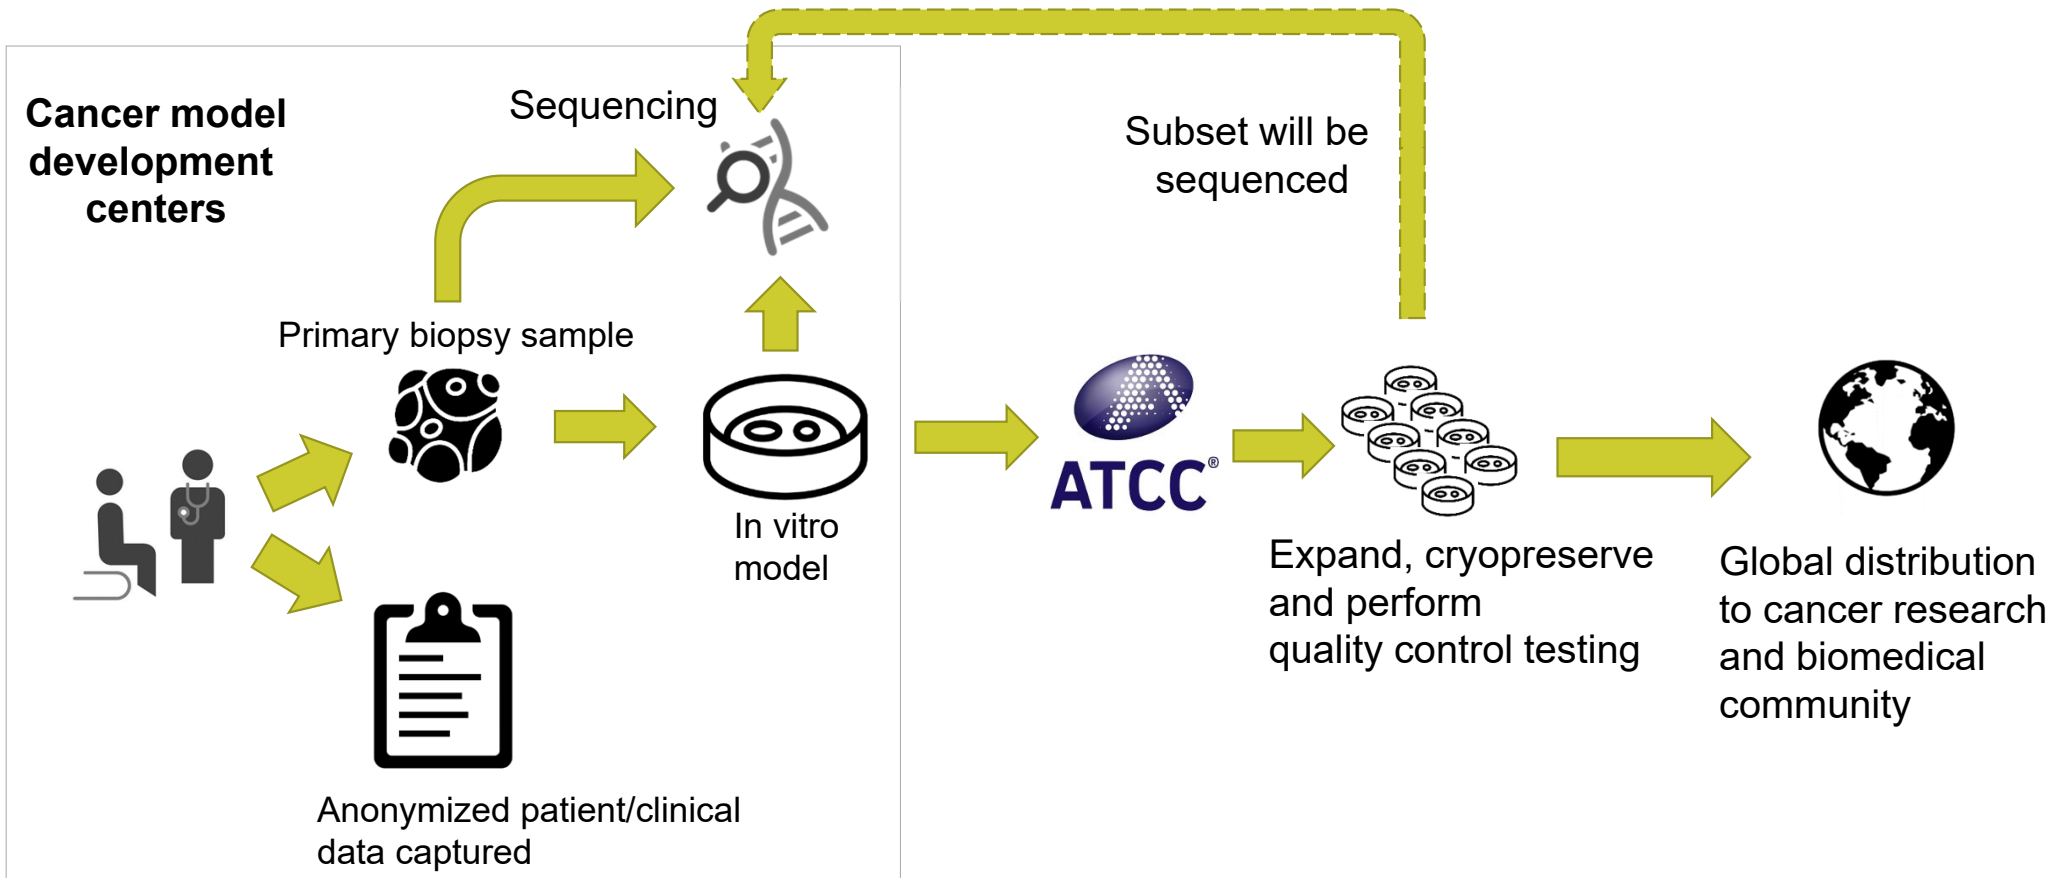 Cancer model
development
centers
Sequencing
Subset will be
sequenced
Primary biopsy sample
In vitro
model
ATCC®
Expand, cryopreserve
and perform
quality control testing
Global distribution
to cancer research
and biomedical
community
Anonymized patient/clinical
data captured